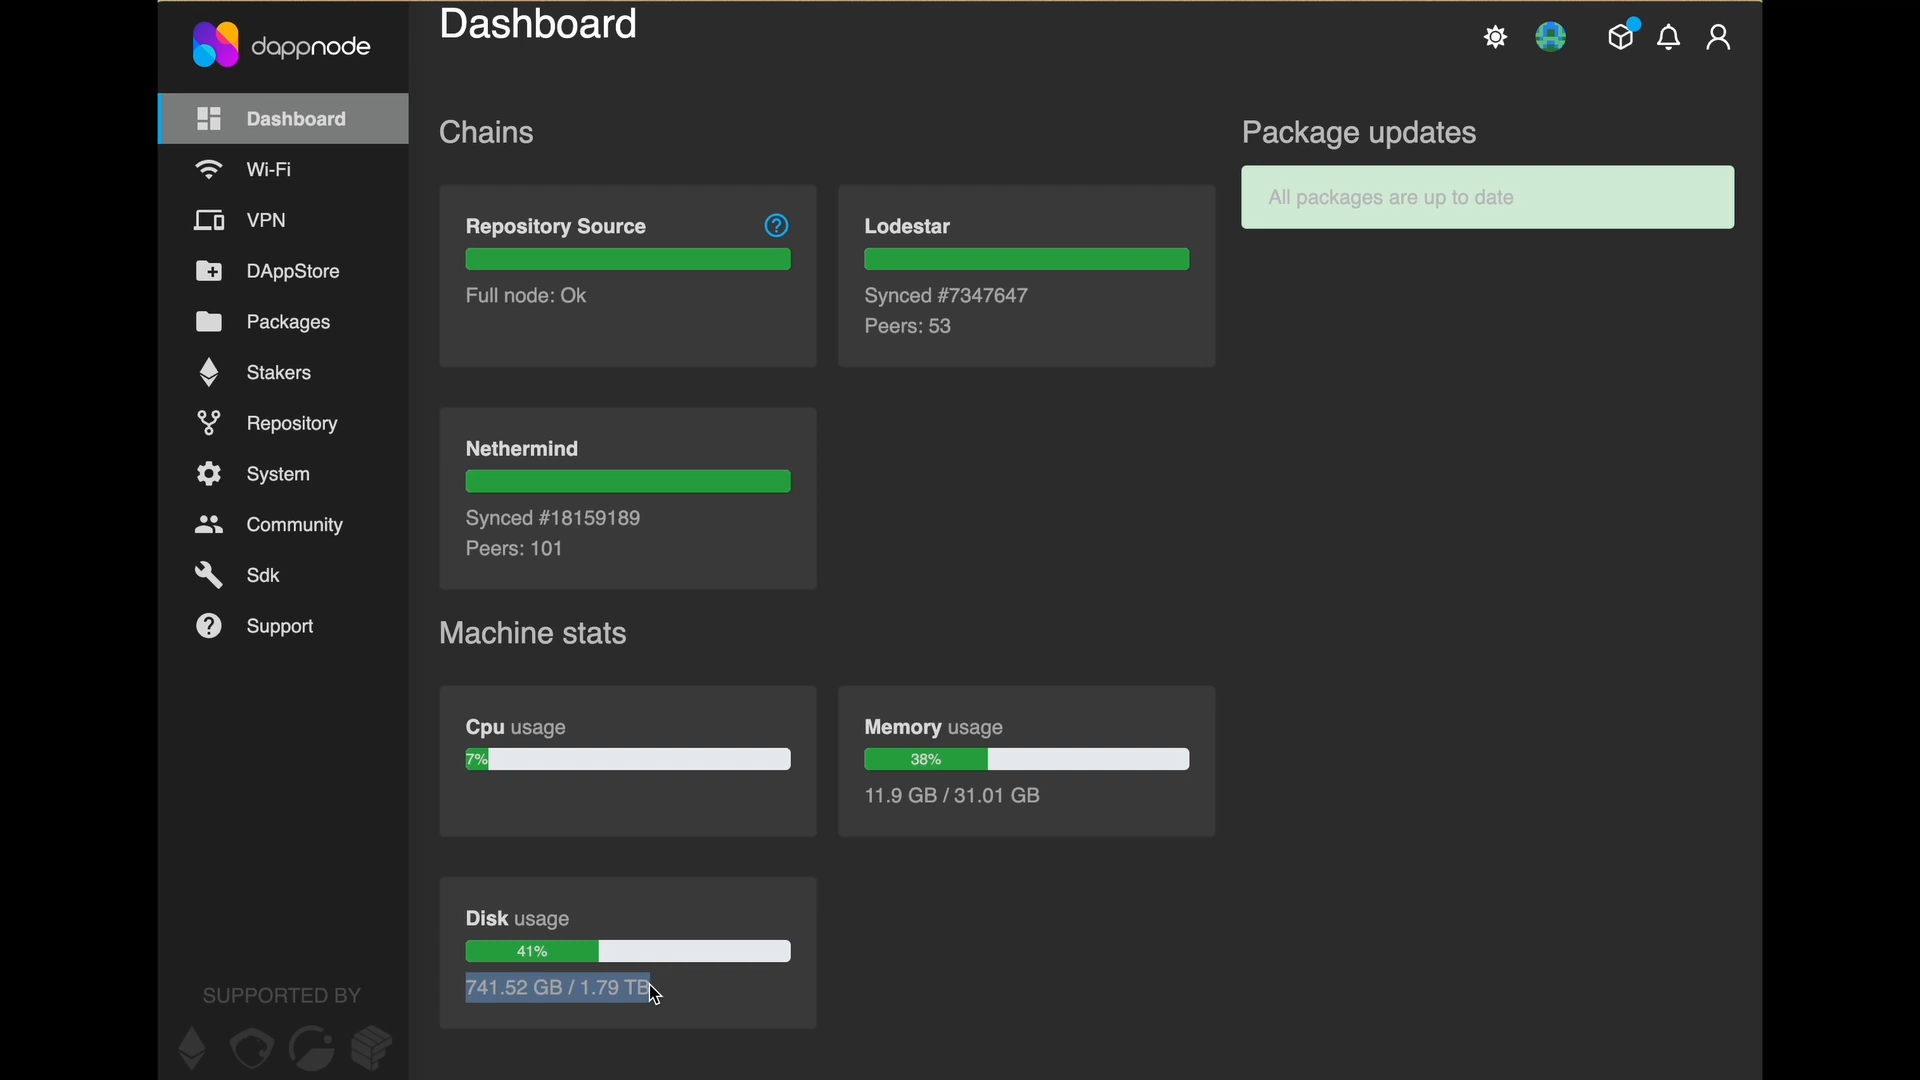 dappnode
Dashboard
Wi-Fi
VPN
DAppStore
Packages
Stakers
Repository
System
Community
Sdk
Support
SUPPORTED BY
Dashboard
Chains
Repository Source
Full node: Ok
Lodestar
Synced #7347647
Peers: 53
Nethermind
Synced #18159189
Peers: 101
Machine stats
Cpu usage
7%
Memory usage
38%
11.9 GB / 31.01 GB
Disk usage
41%
741.52 GB / 1.79 TB
Package updates
All packages are up to date